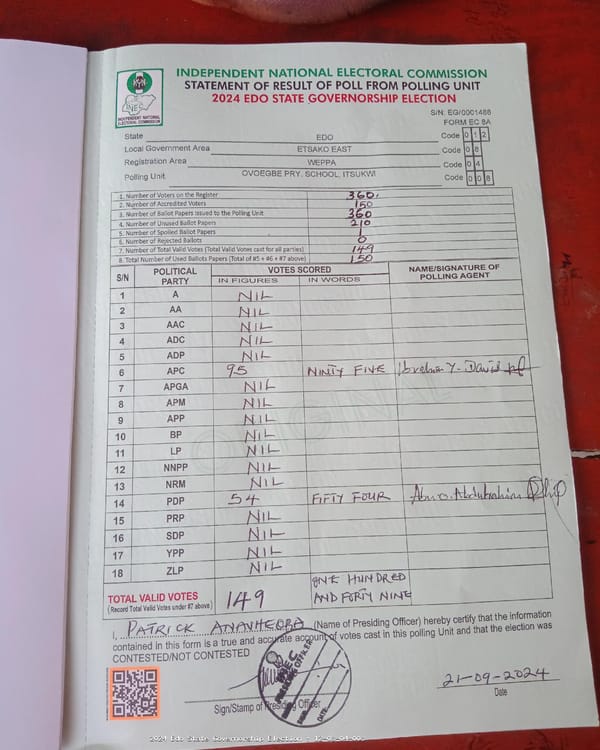 INDEPENDENT NATIONAL ELECTORAL COMMISSION
STATEMENT OF RESULT OF POLL FROM POLLING UNIT
2024 EDO STATE GOVERNORSHIP ELECTION
INEC
INDEPENDENT NATIONAL
ELECTORAL COMMISSION
S/N: EG/0001488
FORM EC 8A
State EDO Code 0 1 2
Local Government Area ETSAKO EAST Code 0 8
Registration Area WEPPA Code 0 4
Polling Unit OVOEGBE PRY. SCHOOL, ITSUKWI Code 0 0 8
1. Number of Voters on the Register 360
2. Number of Accredited Voters 150
3. Number of Ballot Papers issued to the Polling Unit 360
4. Number of Unused Ballot Papers 210
5. Number of Spoiled Ballot Papers 1
6. Number of Rejected Ballots 0
7. Number of Total Valid Votes (Total Valid Votes cast for all parties) 149
8. Total Number of Used Ballots Papers (Total of #5 + #6 + #7 above) 150
S/N POLITICAL PARTY VOTES SCORED NAME/SIGNATURE OF POLLING AGENT
IN FIGURES IN WORDS
1 A NIL
2 AA NIL
3 AAC NIL
4 ADC NIL
5 ADP NIL
6 APC 95 NINTY FIVE Ibrahim Y. David
7 APGA NIL
8 APM NIL
9 APP NIL
10 BP NIL
11 LP NIL
12 NNPP NIL
13 NRM NIL
14 PDP 54 FIFTY FOUR
15 PRP NIL
16 SDP NIL
17 YPP NIL
18 ZLP NIL
ORIGINAL
TOTAL VALID VOTES 149 ONE HUNDRED
(Record Total Valid Votes under #7 above) AND FORTY NINE
I, PATRICK (Name of Presiding Officer) hereby certify that the information
contained in this form is a true and accurate account of votes cast in this polling Unit and that the election was
CONTESTED/NOT CONTESTED
INEC
PRESIDING OFFICER
DATE
Sign/Stamp of Presiding Officer
21-09-2024
Date
2024 Edo State Governorship Election - 12_08_04_008